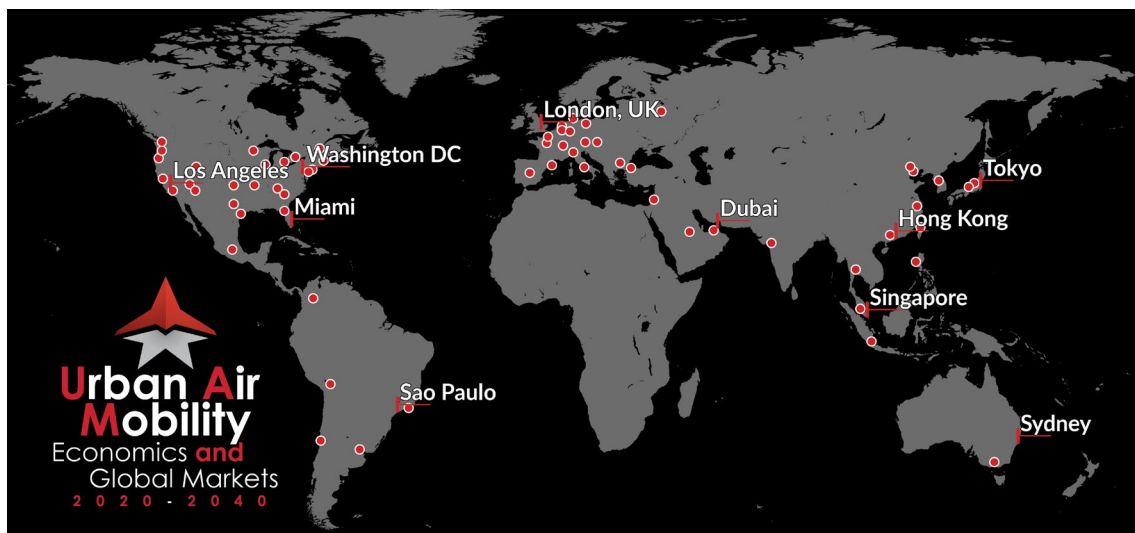 London, UK
Washington DC
Los Angeles
Tokyo
Miami
Dubai
Hong Kong
Singapore
Sao Paulo
Sydney
Urban Air
Mobility
Economics and
Global Markets
2020-2040